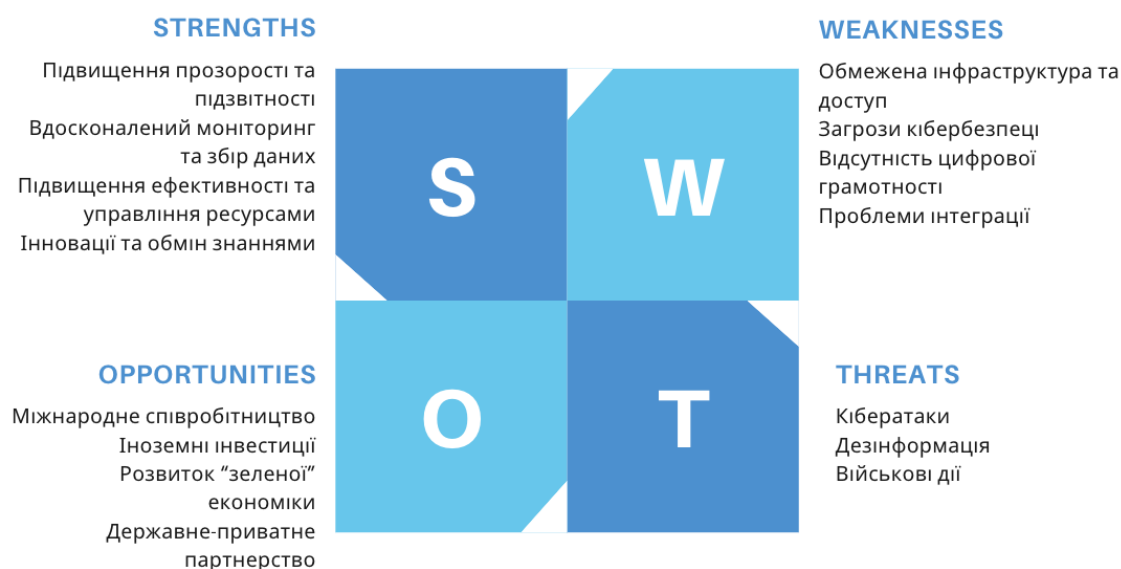 STRENGTHS
Підвищення прозорості та
підзвітності
Вдосконалений моніторинг
та збір даних
Підвищення ефективності та
управління ресурсами
Інновації та обмін знаннями
S
W
WEAKNESSES
Обмежена інфраструктура та
доступ
Загрози кібербезпеці
Відсутність цифрової
грамотності
Проблеми інтеграції
OPPORTUNITIES
Міжнародне співробітництво
Іноземні інвестиції
Розвиток “зеленої”
економіки
Державне-приватне
партнерство
O
T
THREATS
Кібератаки
Дезінформація
Військові дії